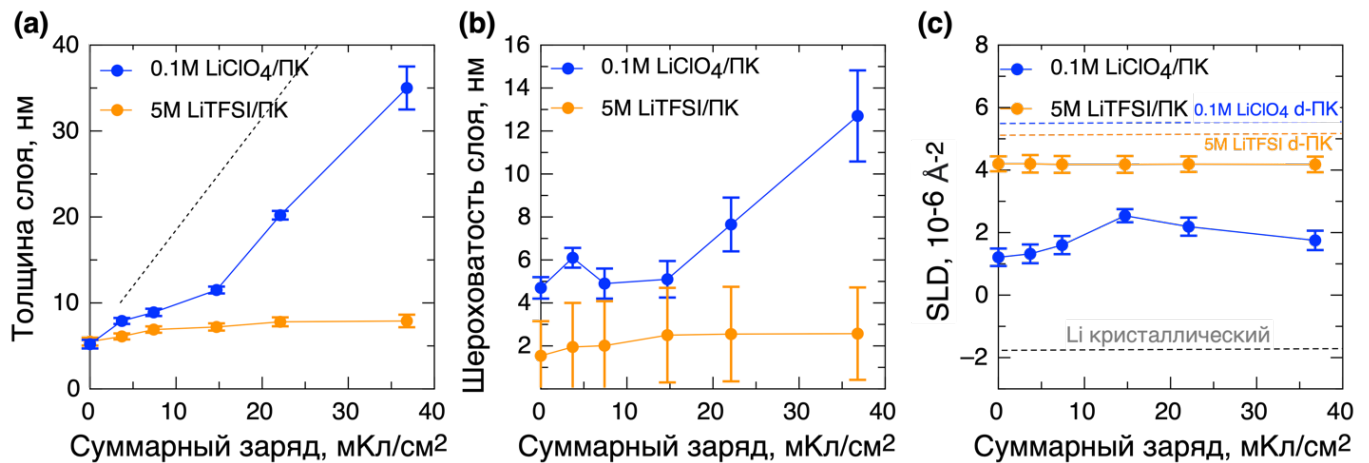 (a)
40
30
20
10
0
Толщина слоя, нм
0.1M LiClO4/ПК
5M LiTFSI/ПК
0 10 20 30 40
Суммарный заряд, мКл/см2
(b)
16
14
12
10
8
6
4
2
Шероховатость слоя, нм
0.1M LiClO4/ПК
5M LiTFSI/ПК
0 10 20 30 40
Суммарный заряд, мКл/см2
(c)
8
6
4
2
0
−2
SLD, 10-6 Å-2
0.1M LiClO4/ПК
5M LiTFSI/ПК
0.1M LiClO4 d-ПК
5M LiTFSI d-ПК
Li кристаллический
0 10 20 30 40
Суммарный заряд, мКл/см2